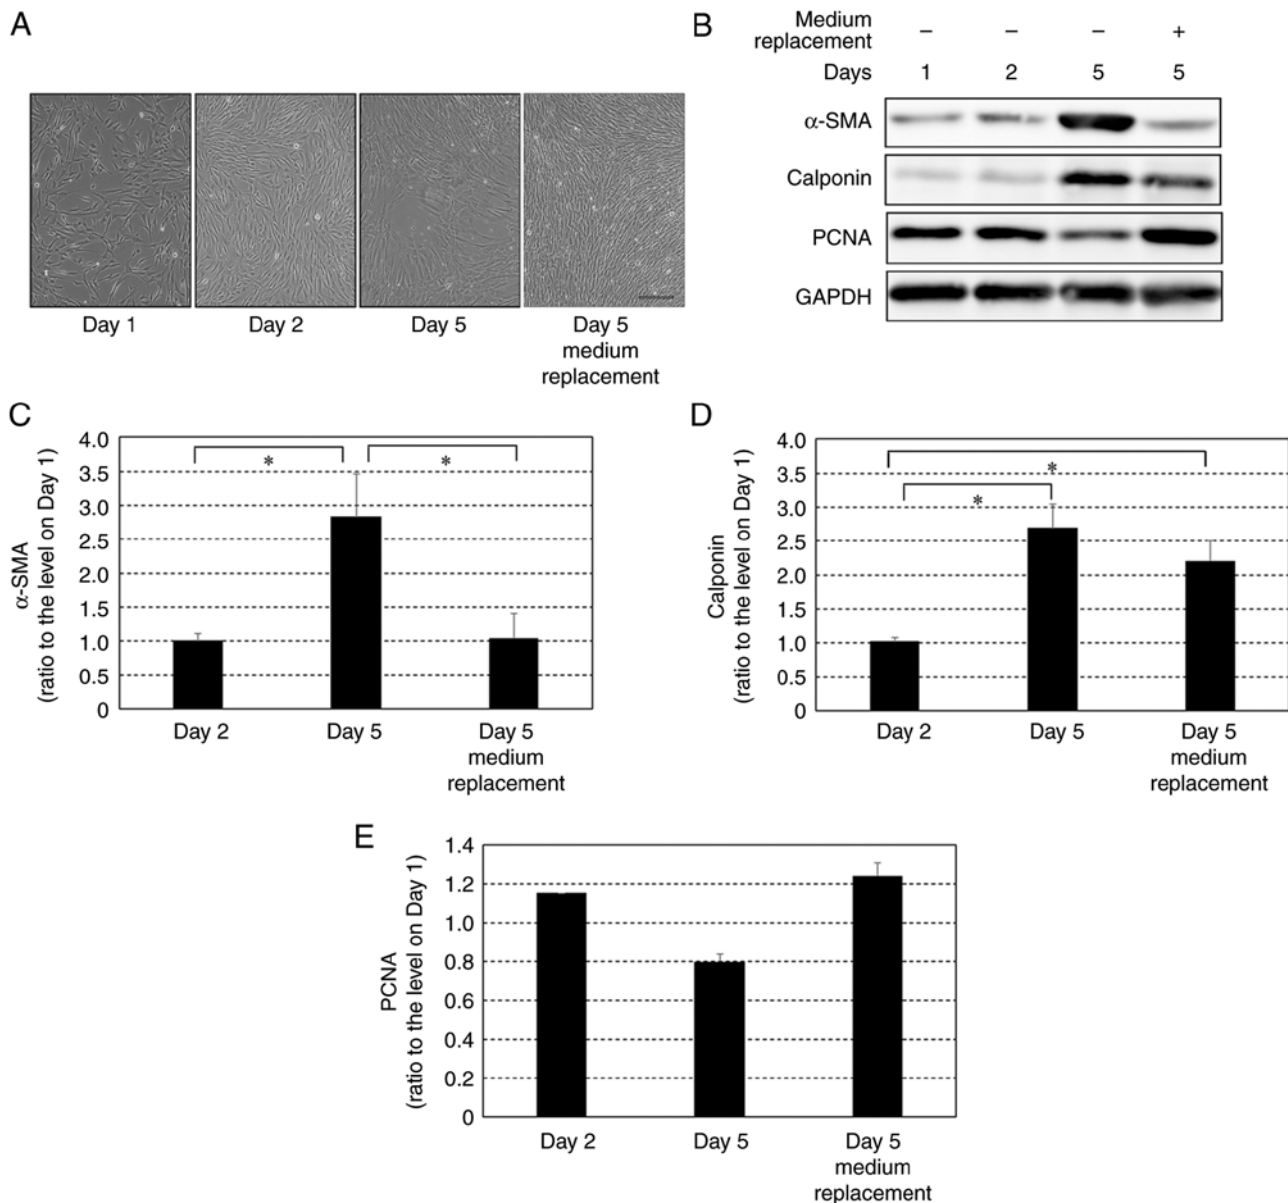 A
Day 1
Day 2
Day 5
Day 5
medium
replacement
B
Medium
replacement
– – – +
Days 1 2 5 5
α-SMA
Calponin
PCNA
GAPDH
C
α-SMA
(ratio to the level on Day 1)
4.0
3.5
3.0
2.5
2.0
1.5
1.0
0.5
0
*
*
Day 2
Day 5
Day 5
medium
replacement
D
Calponin
(ratio to the level on Day 1)
4.0
3.5
3.0
2.5
2.0
1.5
1.0
0.5
0
*
*
Day 2
Day 5
Day 5
medium
replacement
E
PCNA
(ratio to the level on Day 1)
1.4
1.2
1.0
0.8
0.6
0.4
0.2
0
Day 2
Day 5
Day 5
medium
replacement